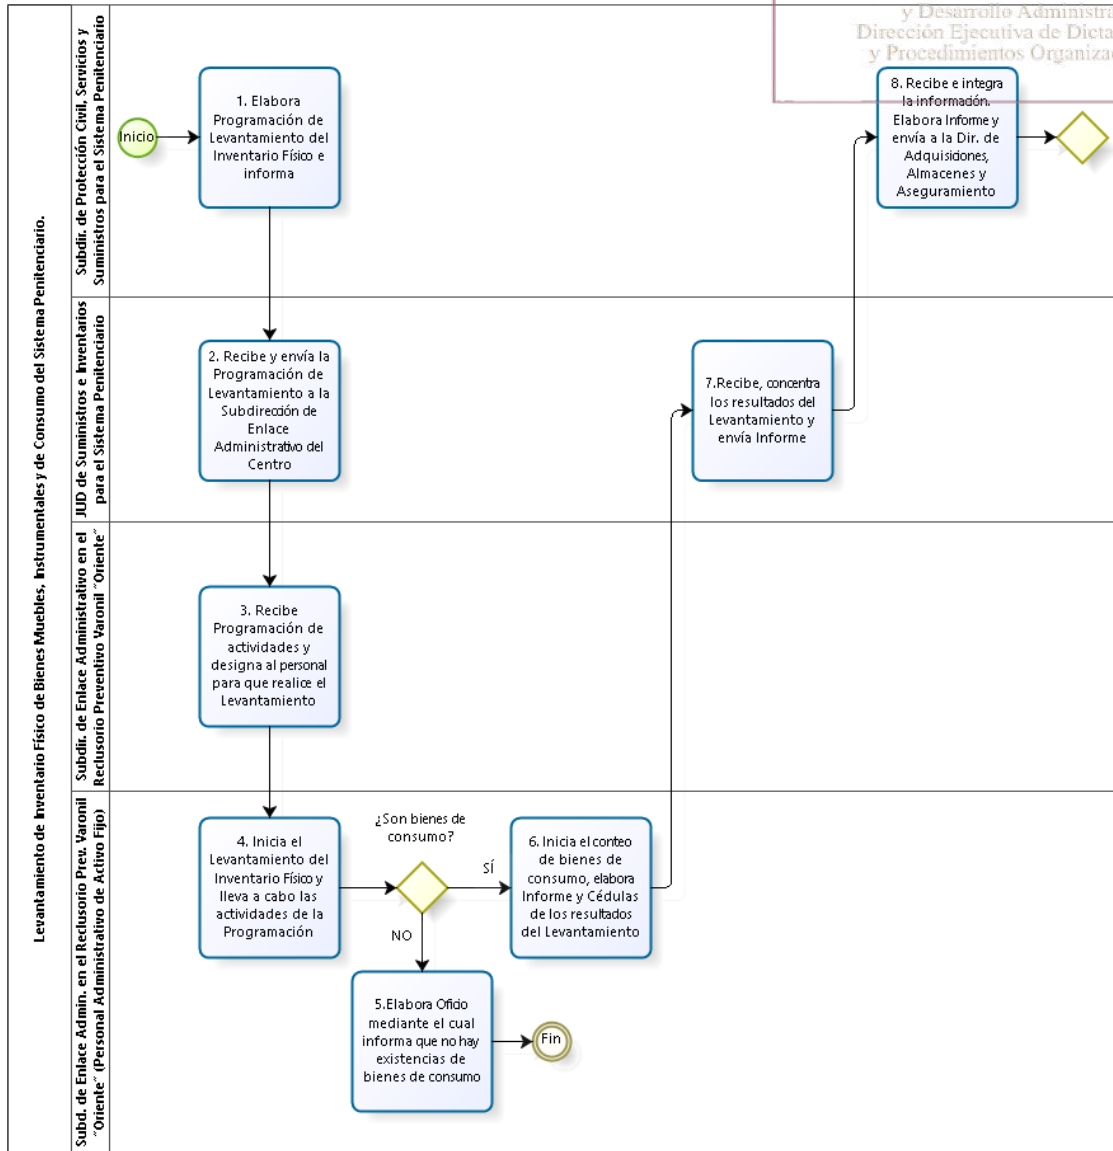 y Desarrollo Administra
Dirección Ejecutiva de Dicta
y Procedimientos Organiza
Levantamiento de Inventario Físico de Bienes Muebles, Instrumentales y de Consumo del Sistema Penitenciario.
Subdir. de Protección Civil, Servicios y
Suministros para el Sistema Penitenciario
Inicio
1. Elabora
Programación de
Levantamiento del
Inventario Físico e
informa
8. Recibe e integra
la información.
Elabora Informe y
envía a la Dir. de
Adquisiciones,
Almacenes y
Aseguramiento
JUD de Suministros e Inventarios
para el Sistema Penitenciario
2. Recibe y envía la
Programación de
Levantamiento a la
Subdirección de
Enlace
Administrativo del
Centro
7.Recibe, concentra
los resultados del
Levantamiento y
envía Informe
Subdir. de Enlace Administrativo en el
Reclusorio Preventivo Varonil "Oriente"
3. Recibe
Programación de
actividades y
designa al personal
para que realice el
Levantamiento
Subd. de Enlace Admin. en el Reclusorio Prev. Varonil
"Oriente" (Personal Administrativo de Activo Fijo)
4. Inicia el
Levantamiento del
Inventario Físico y
lleva a cabo las
actividades de la
Programación
¿Son bienes de
consumo?
SÍ
NO
6. Inicia el conteo
de bienes de
consumo, elabora
Informe y Cédulas
de los resultados
del Levantamiento
5.Elabora Oficio
mediante el cual
informa que no hay
existencias de
bienes de consumo
Fin